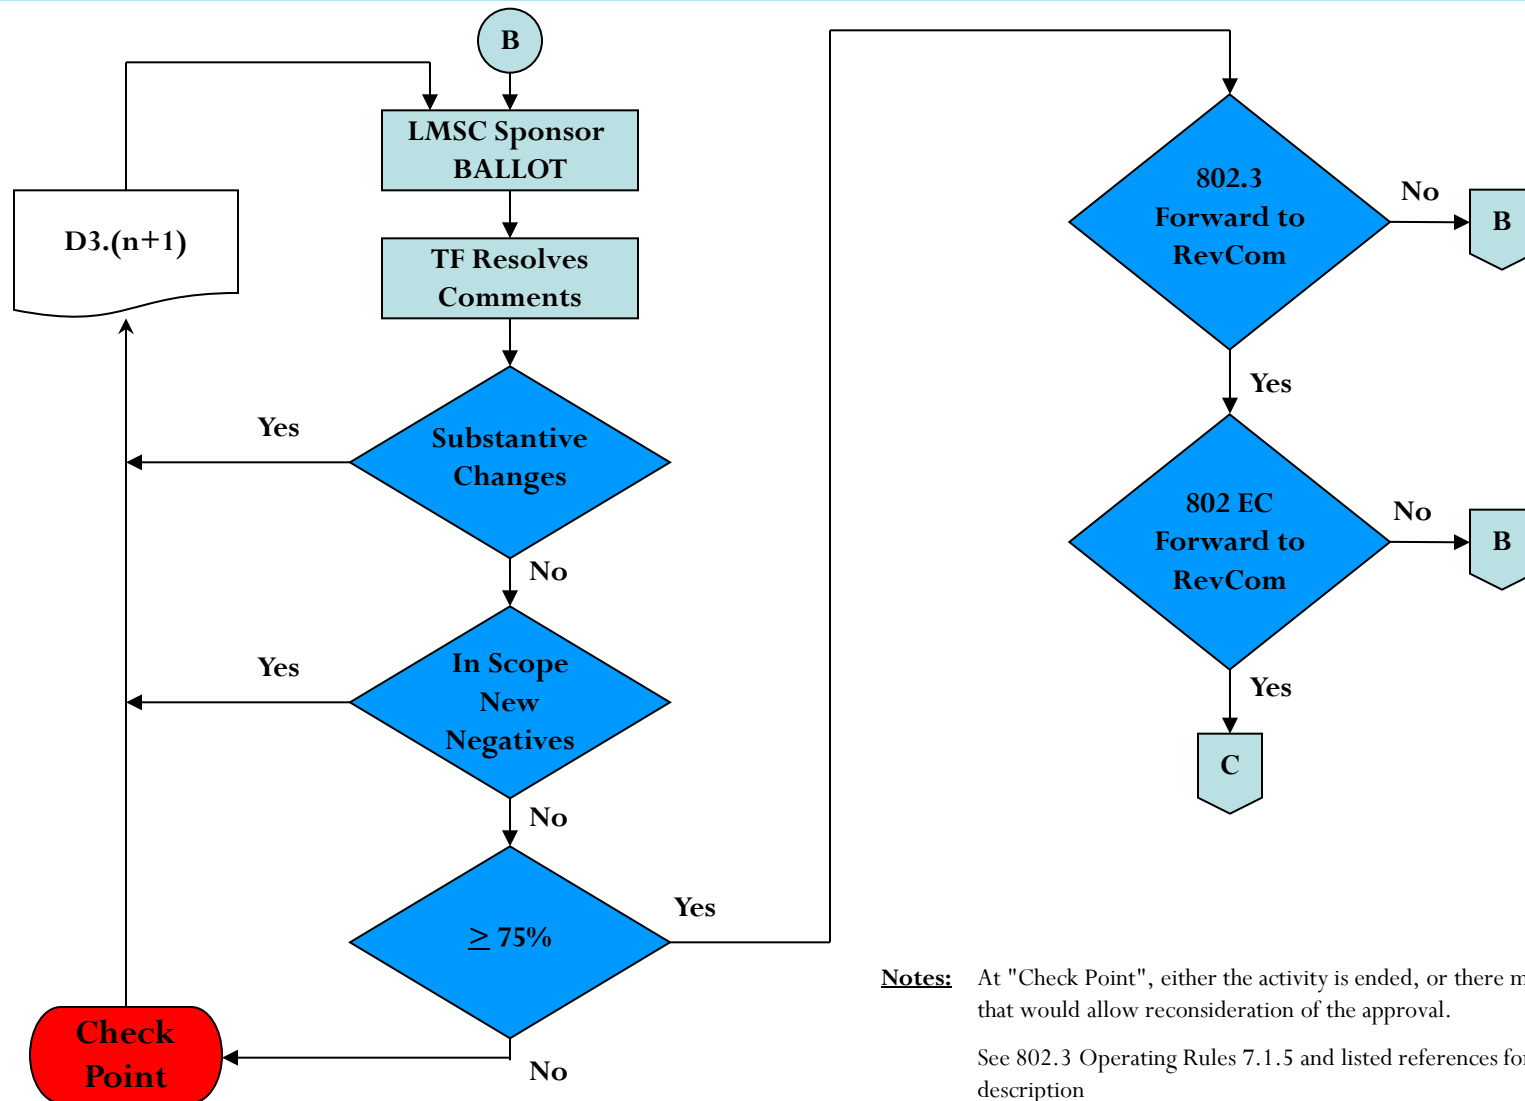 B
LMSC Sponsor
BALLOT
D3.(n+1)
TF Resolves
Comments
Yes
Substantive
Changes
No
Yes
In Scope
New
Negatives
No
≥ 75%
Yes
No
Check
Point
802.3
Forward to
RevCom
No
B
Yes
802 EC
Forward to
RevCom
No
B
Yes
C
Notes: At "Check Point", either the activity is ended, or there
that would allow reconsideration of the approval.
See 802.3 Operating Rules 7.1.5 and listed references for
description